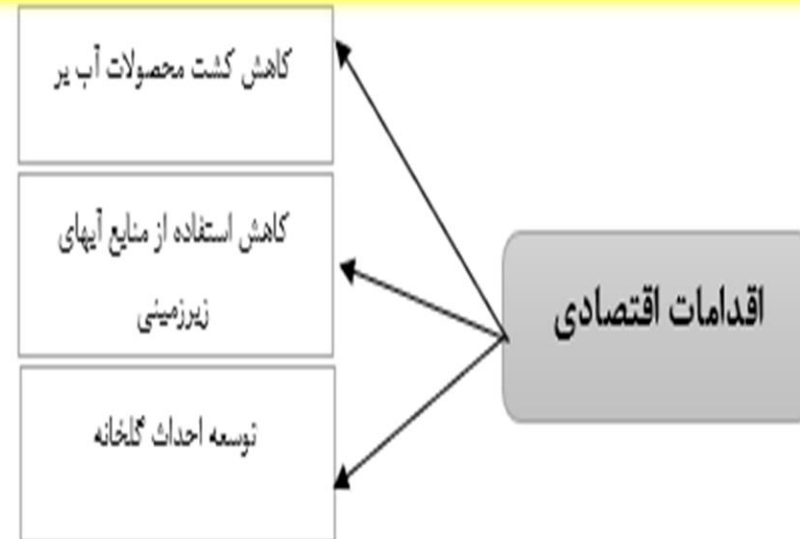 اقدامات اقتصادی
کاهش کشت محصولات آب بر
کاهش استفاده از منابع آبهای
زیرزمینی
توسعه احداث گلخانه